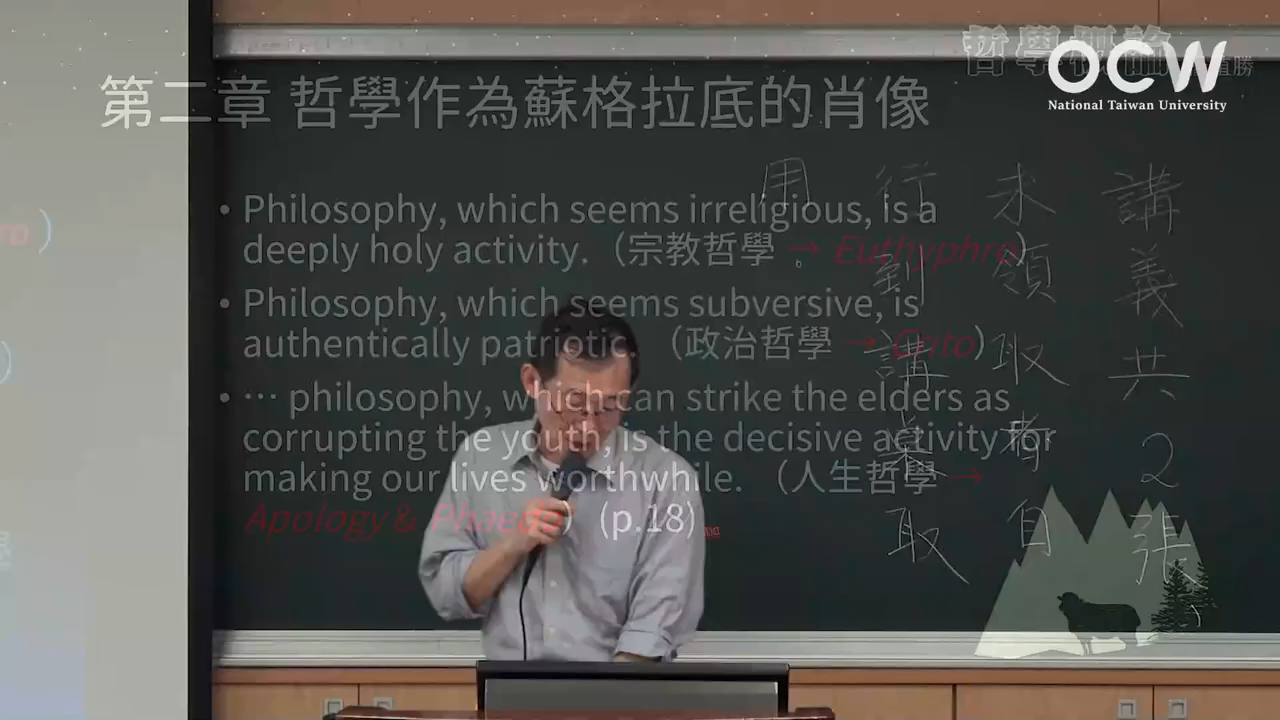 OCW
National Taiwan University
第二章 哲學作為蘇格拉底的肖像
• Philosophy, which seems irreligious, is a
deeply holy activity.（宗教哲學 → Euthyphro）
• Philosophy, which seems subversive, is
authentically patriotic. （政治哲學 → Crito）
• … philosophy, which can strike the elders as
corrupting the youth, is the decisive activity for
making our lives worthwhile. （人生哲學 →
Apology & Phaedo）(p.18)
講義共2張
未領取者自
行到講桌取
用。